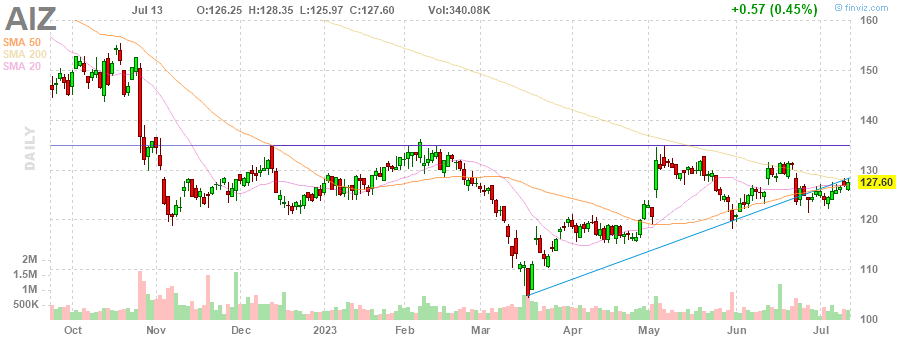 AIZ
Jul 13 O:126.25 H:128.35 L:125.97 C:127.60 Vol:340.08K +0.57 (0.45%) © finviz.com
SMA 50
SMA 200
SMA 20
DAILY
160
150
140
130
127.60
120
110
100
2M
1.5M
1M
500K
Oct Nov Dec 2023 Feb Mar Apr May Jun Jul